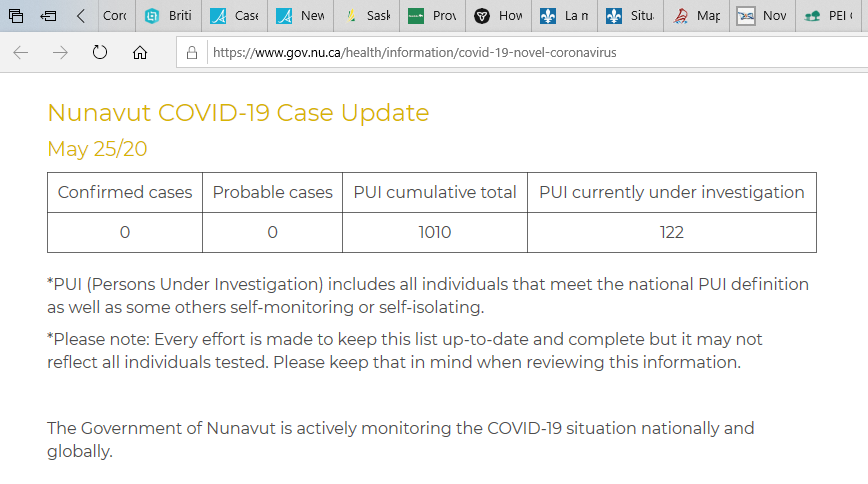 Coro Briti Case New Sask Prov How La n Situ Map Nov PEI
https://www.gov.nu.ca/health/information/covid-19-novel-coronavirus
Nunavut COVID-19 Case Update
May 25/20
Confirmed cases Probable cases PUI cumulative total PUI currently under investigation
0 0 1010 122
*PUI (Persons Under Investigation) includes all individuals that meet the national PUI definition
as well as some others self-monitoring or self-isolating.
*Please note: Every effort is made to keep this list up-to-date and complete but it may not
reflect all individuals tested. Please keep that in mind when reviewing this information.
The Government of Nunavut is actively monitoring the COVID-19 situation nationally and
globally.